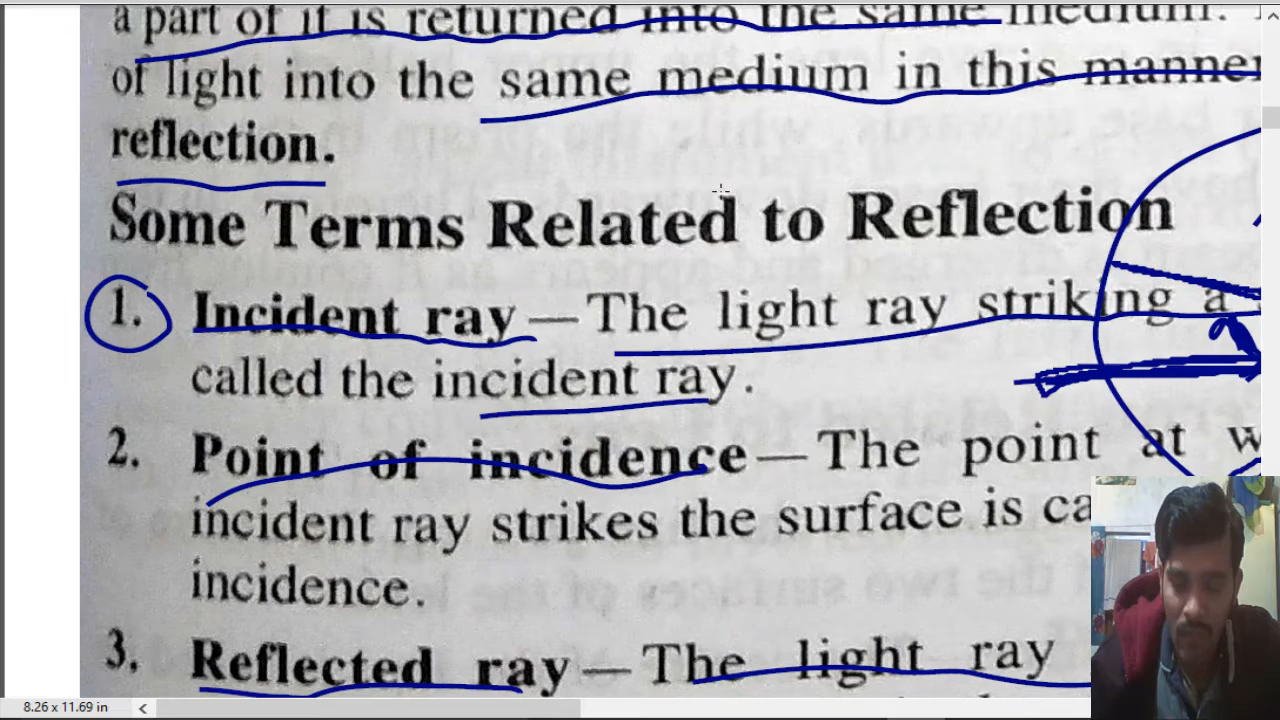 a part of it is returned into the same medium.
of light into the same medium in this manner
reflection.
Some Terms Related to Reflection
1. Incident ray — The light ray striking a
called the incident ray.
2. Point of incidence — The point at w
incident ray strikes the surface is ca
incidence.
3. Reflected ray — The light ray
8.26 x 11.69 in